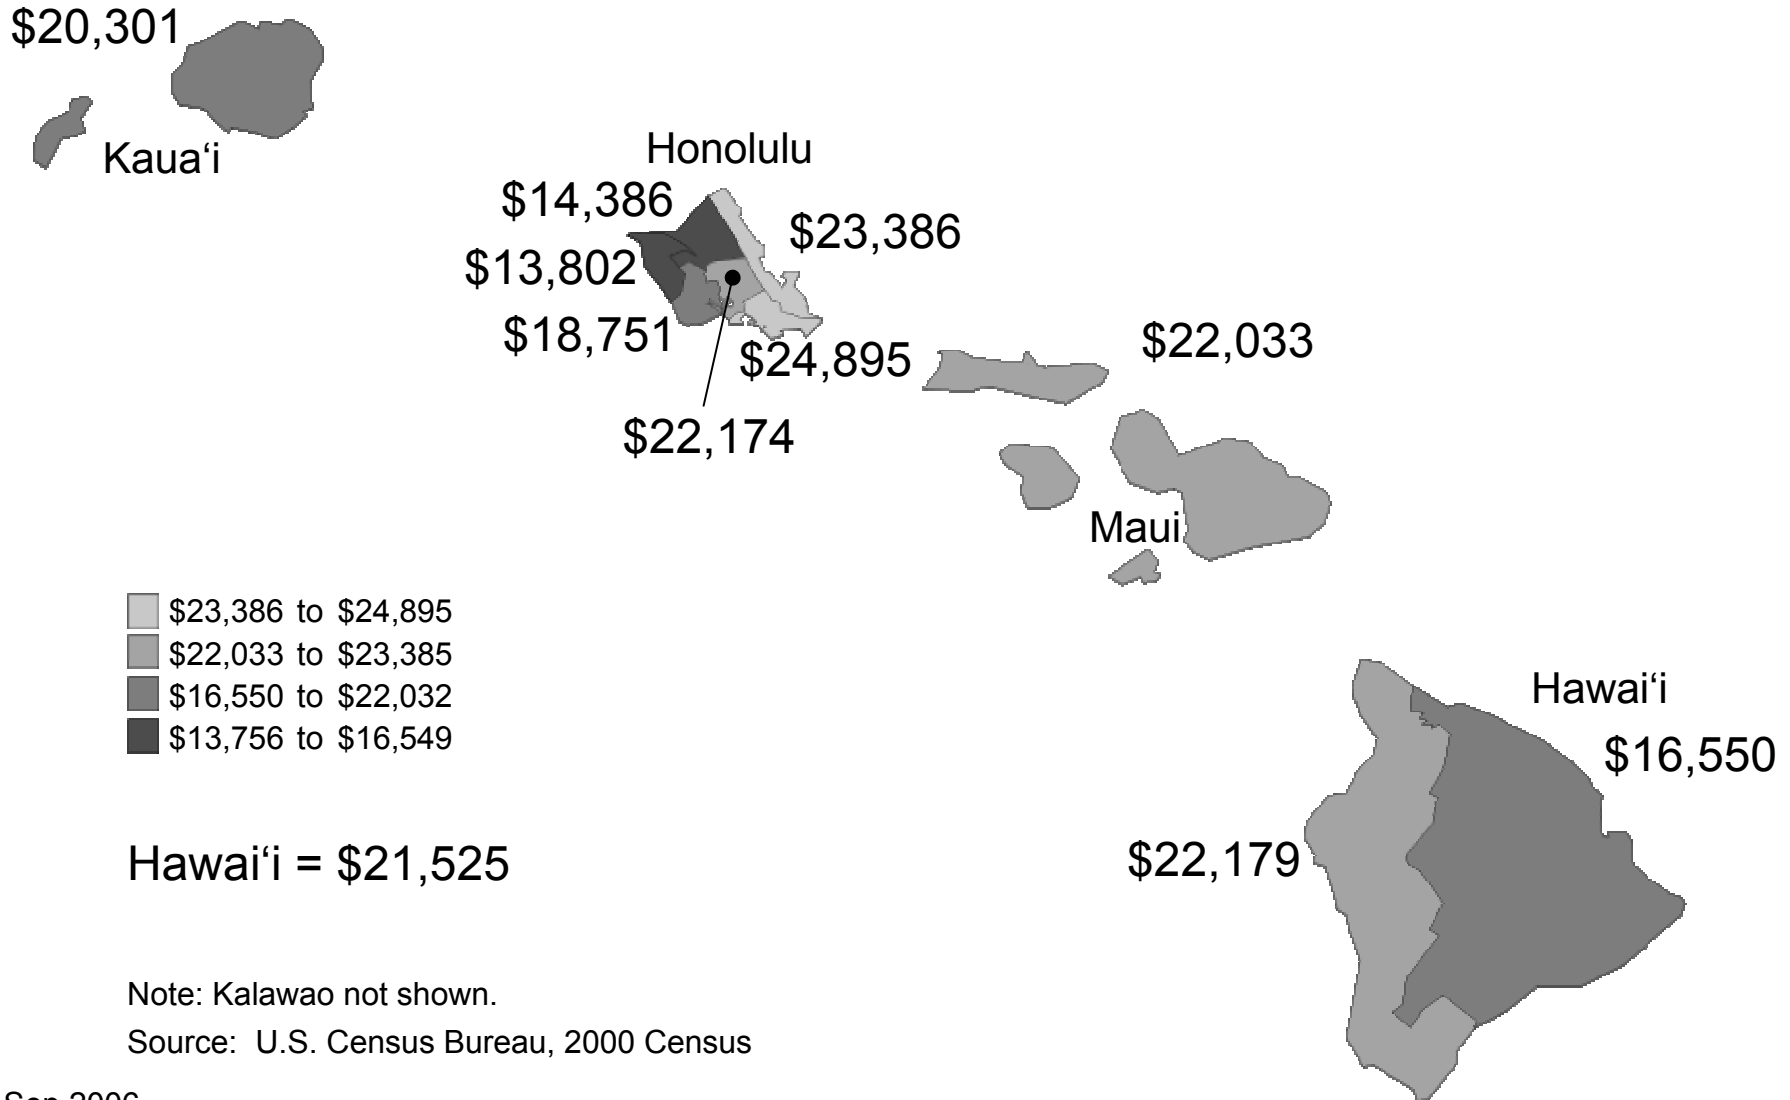 $20,301
Kaua‘i
Honolulu
$14,386
$23,386
$13,802
$18,751
$24,895
$22,174
$22,033
Maui
$23,386 to $24,895
$22,033 to $23,385
$16,550 to $22,032
$13,756 to $16,549
Hawai‘i
$16,550
$22,179
Hawai‘i = $21,525
Note: Kalawao not shown.
Source: U.S. Census Bureau, 2000 Census
Sep 2006